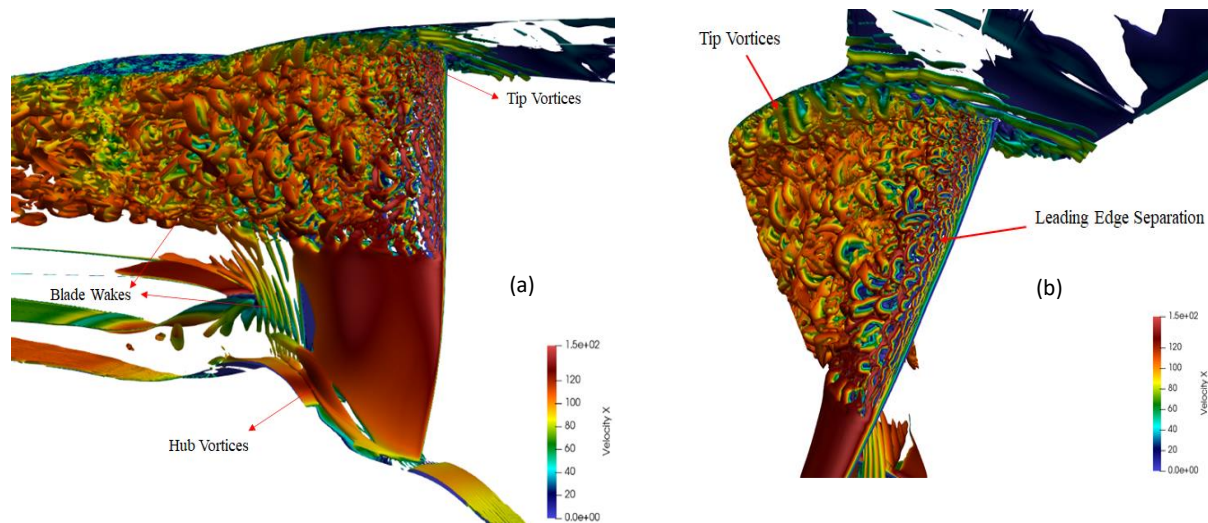 Tip Vortices
Blade Wakes
Hub Vortices
(a)
1.5e+02
120
100
80
60
40
20
0.0e+00
Velocity X
Tip Vortices
Leading Edge Separation
(b)
1.5e+02
120
100
80
60
40
20
0.0e+00
Velocity X